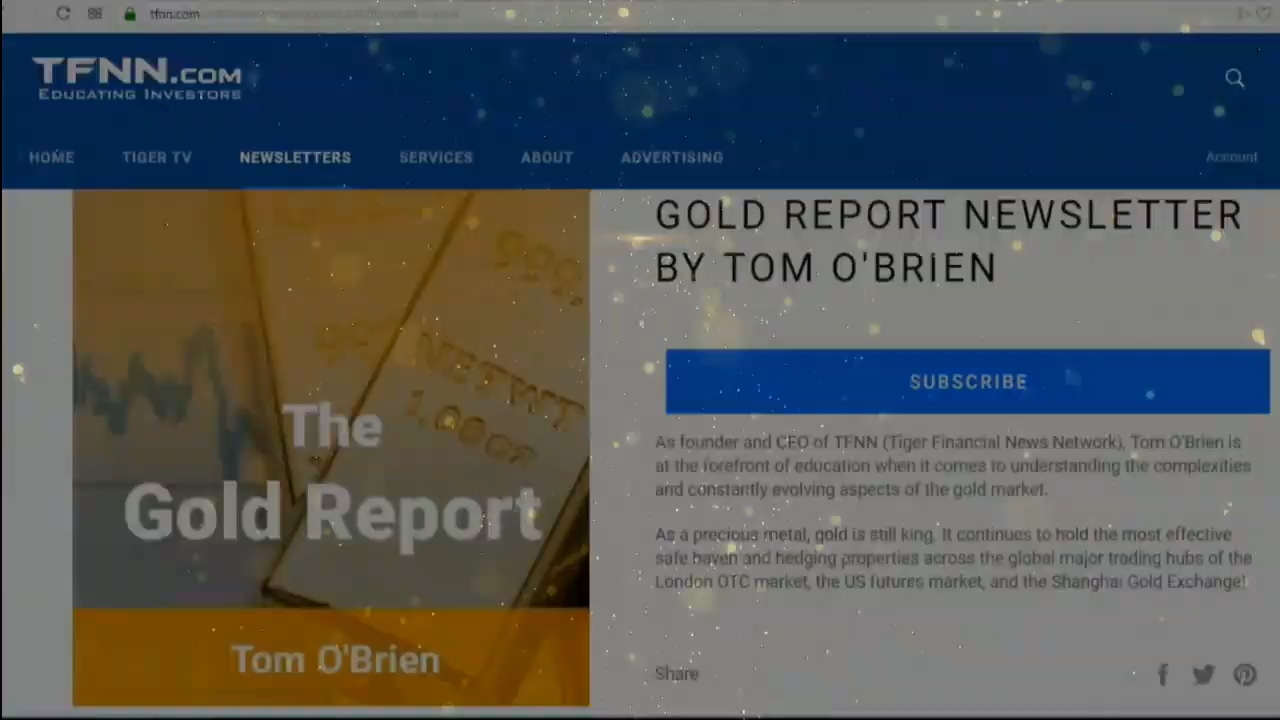 tfnn.com
TFNN.COM
EDUCATING INVESTORS
HOME TIGER TV NEWSLETTERS SERVICES ABOUT ADVERTISING Account
GOLD REPORT NEWSLETTER
BY TOM O'BRIEN
SUBSCRIBE
As founder and CEO of TFNN (Tiger Financial News Network), Tom O'Brien is
at the forefront of education when it comes to understanding the complexities
and constantly evolving aspects of the gold market.
As a precious metal, gold is still king. It continues to hold the most effective
safe haven and hedging properties across the global major trading hubs of the
London OTC market, the US futures market, and the Shanghai Gold Exchange!
Share
999,
NETWT
The
Gold Report
Tom O'Brien